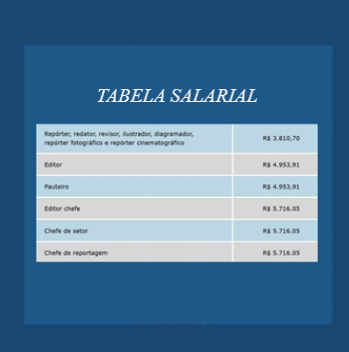 TABELA SALARIAL
Repórter, redator, revisor, ilustrador, diagramador,
repórter fotográfico e repórter cinematográfico
R$ 3.810,70
Editor R$ 4.953,91
Pauteiro R$ 4.953,91
Editor chefe R$ 5.716.05
Chefe de setor R$ 5.716.05
Chefe de reportagem R$ 5.716.05